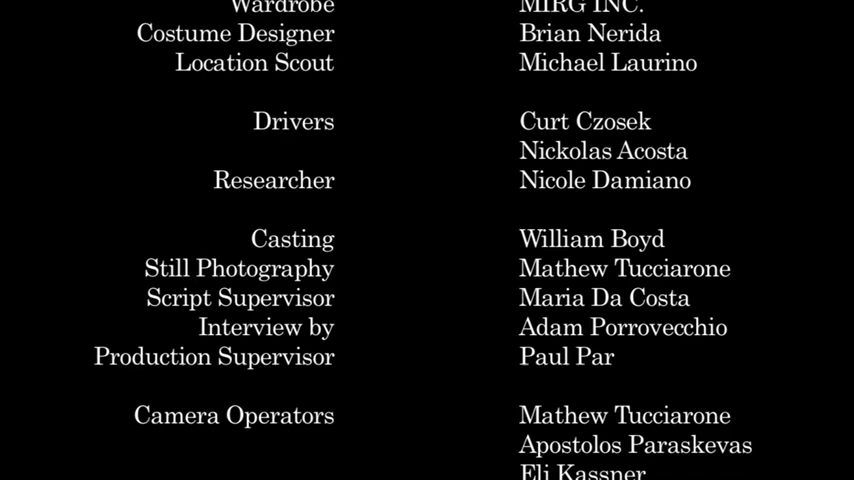 Wardrobe MIRG INC.
Costume Designer Brian Nerida
Location Scout Michael Laurino
Drivers Curt Czosek
Nickolas Acosta
Researcher Nicole Damiano
Casting William Boyd
Still Photography Mathew Tucciarone
Script Supervisor Maria Da Costa
Interview by Adam Porrovecchio
Production Supervisor Paul Par
Camera Operators Mathew Tucciarone
Apostolos Paraskevas
Eli Kassner